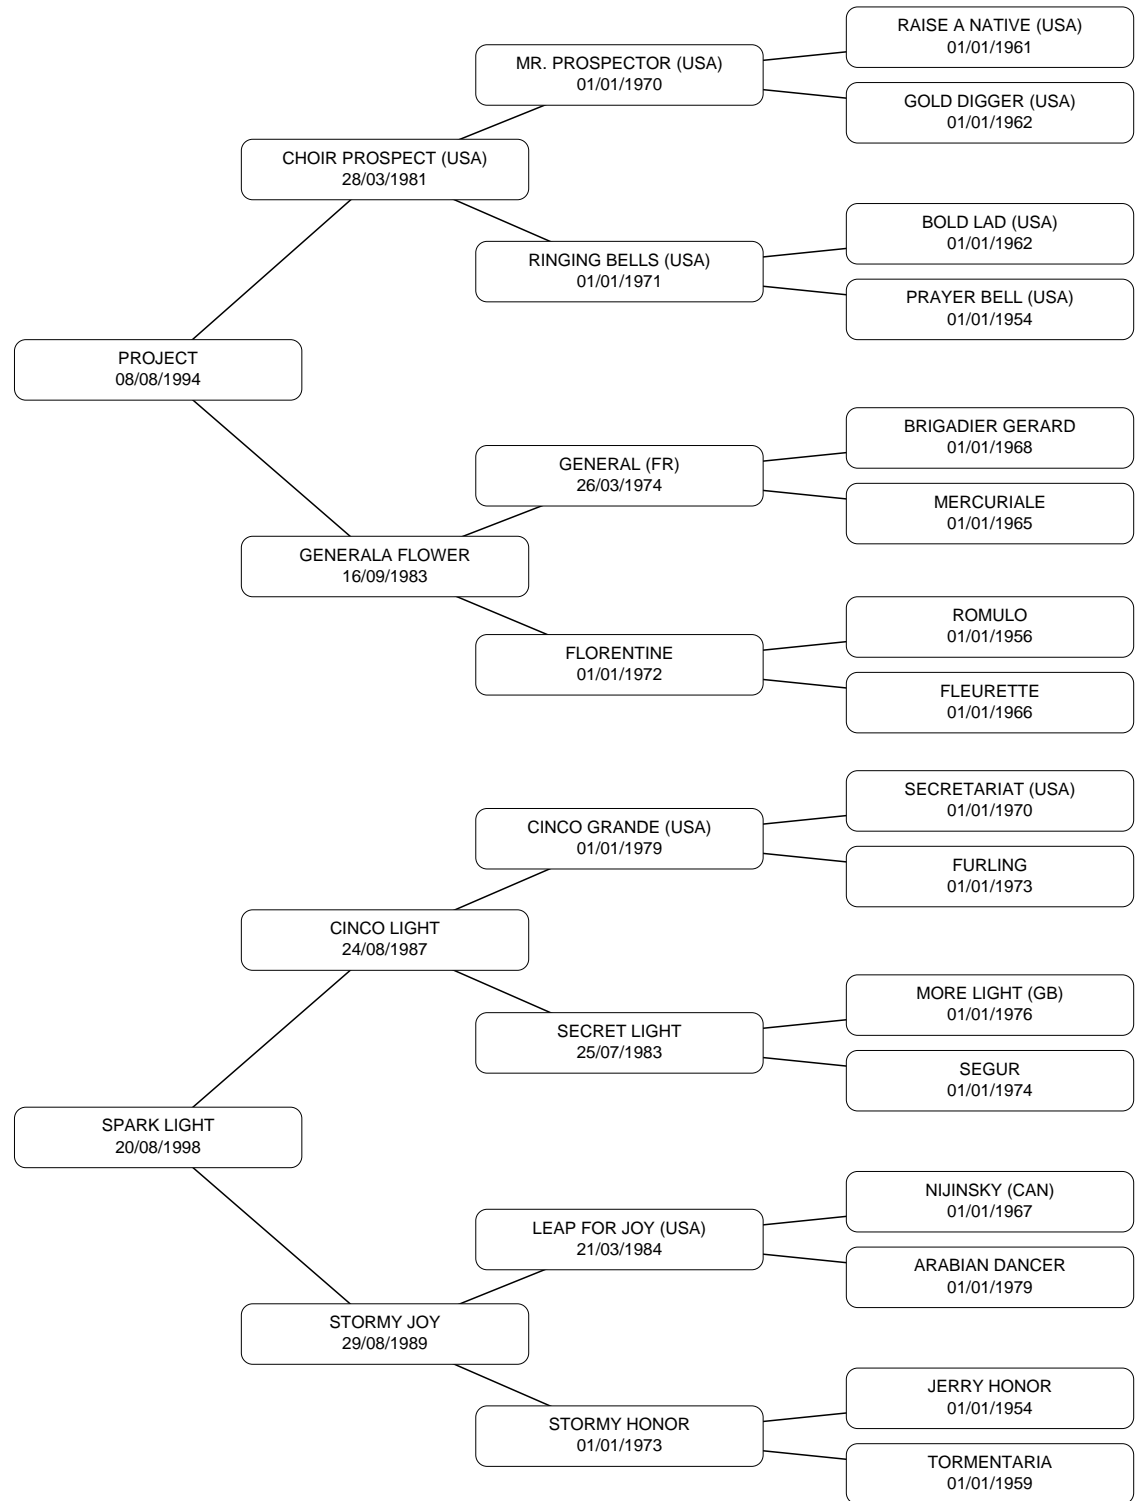 RAISE A NATIVE (USA)
01/01/1961
MR. PROSPECTOR (USA)
01/01/1970
GOLD DIGGER (USA)
01/01/1962
CHOIR PROSPECT (USA)
28/03/1981
BOLD LAD (USA)
01/01/1962
RINGING BELLS (USA)
01/01/1971
PRAYER BELL (USA)
01/01/1954
PROJECT
08/08/1994
BRIGADIER GERARD
01/01/1968
GENERAL (FR)
26/03/1974
MERCURIALE
01/01/1965
GENERALA FLOWER
16/09/1983
ROMULO
01/01/1956
FLORENTINE
01/01/1972
FLEURETTE
01/01/1966
SECRETARIAT (USA)
01/01/1970
CINCO GRANDE (USA)
01/01/1979
FURLING
01/01/1973
CINCO LIGHT
24/08/1987
MORE LIGHT (GB)
01/01/1976
SECRET LIGHT
25/07/1983
SEGUR
01/01/1974
SPARK LIGHT
20/08/1998
NIJINSKY (CAN)
01/01/1967
LEAP FOR JOY (USA)
21/03/1984
ARABIAN DANCER
01/01/1979
STORMY JOY
29/08/1989
JERRY HONOR
01/01/1954
STORMY HONOR
01/01/1973
TORMENTARIA
01/01/1959